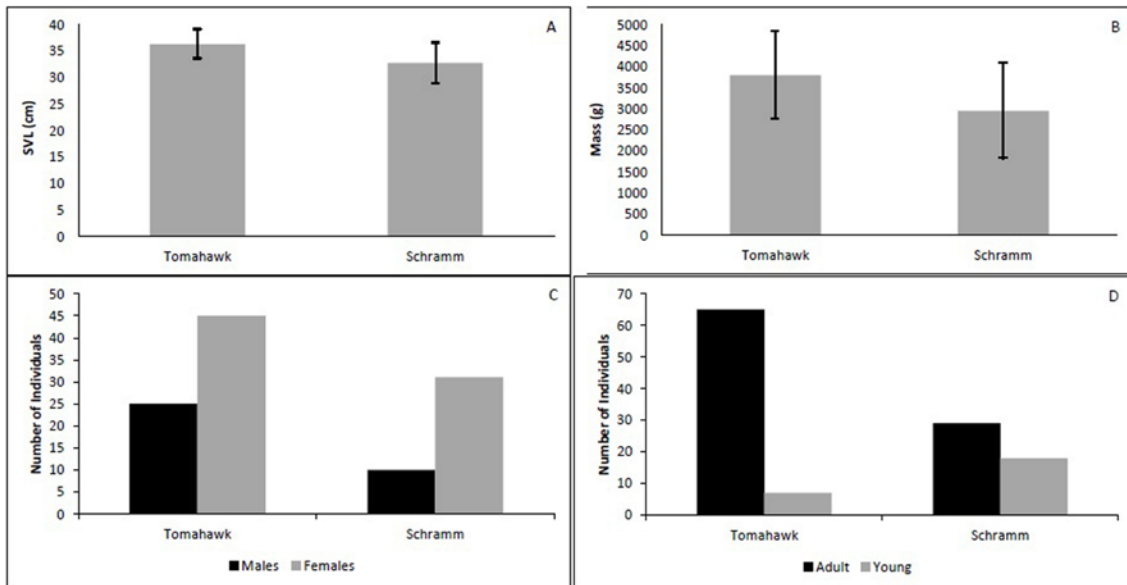 A
SVL (cm)
40
35
30
25
20
15
10
5
0
Tomahawk
Schramm
B
Mass (g)
5000
4500
4000
3500
3000
2500
2000
1500
1000
500
0
Tomahawk
Schramm
C
Number of Individuals
50
45
40
35
30
25
20
15
10
5
0
Tomahawk
Schramm
Males Females
D
Number of Individuals
70
60
50
40
30
20
10
0
Tomahawk
Schramm
Adult Young